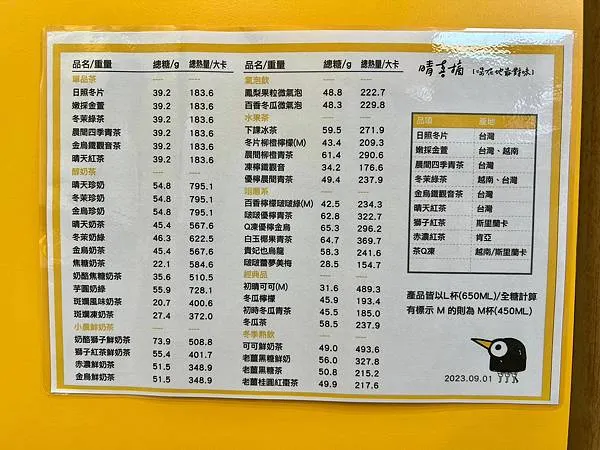 品名/重量 總糖/g 總熱量/大卡
單品茶
日照冬片 39.2 183.6
嫩採金萱 39.2 183.6
冬茉綠茶 39.2 183.6
晨間四季青茶 39.2 183.6
金烏鐵觀音茶 39.2 183.6
晴天紅茶 39.2 183.6
醇奶茶
晴天珍奶 54.8 795.1
冬茉珍奶 54.8 795.1
金烏珍奶 54.8 795.1
晴天奶茶 45.4 567.6
冬茉奶綠 46.3 622.5
金烏奶茶 45.4 567.6
焦糖奶茶 22.1 584.6
奶酷焦糖奶茶 35.6 510.5
芋圓奶綠 55.9 728.1
斑斕風味奶茶 20.7 400.6
斑斕凍奶茶 27.4 372.0
小農鮮奶茶
奶酷獅子鮮奶茶 73.9 508.8
獅子紅茶鮮奶茶 55.4 401.7
赤濃鮮奶茶 51.5 348.9
金烏鮮奶茶 51.5 348.9
品名/重量 總糖/g 總熱量/大卡
氣泡飲
鳳梨果粒微氣泡 48.8 222.7
百香冬瓜微氣泡 48.3 229.8
水果茶
下課冰茶 59.5 271.9
冬片柳橙檸檬(M) 43.4 209.3
晨間柳橙青茶 61.4 290.6
凍檸鐵觀音 34.2 176.6
優檸晨間青茶 49.4 237.9
咀嚼茶
百香檸檬啵啵綠(M) 42.5 234.3
啵啵優檸青茶 62.8 322.7
Q凍優檸金烏 65.3 296.2
白玉椰果青茶 64.7 369.7
貴妃也烏龍 58.3 241.6
啵啵薑夢美梅 28.5 154.7
經典品
初晴可可(M) 31.6 489.3
冬瓜檸檬 45.9 193.4
初時冬瓜青茶 45.5 185.0
冬瓜茶 58.5 237.9
冬季熱飲
可可鮮奶茶 49.0 493.6
老薑黑糖鮮奶 56.0 327.8
老薑黑糖茶 50.8 215.2
老薑桂圓紅棗茶 49.9 217.6
晴喜摘
品項 產地
日照冬片 台灣
嫩採金萱 台灣、越南
晨間四季青茶 台灣
冬茉綠茶 越南、台灣
金烏鐵觀音茶 台灣
晴天紅茶 台灣
獅子紅茶 斯里蘭卡
赤濃紅茶 肯亞
茶Q凍 越南/斯里蘭卡
產品皆以L杯(650ML)/全糖計算
有標示 M 的則為 M杯(450ML)
2023.09.01